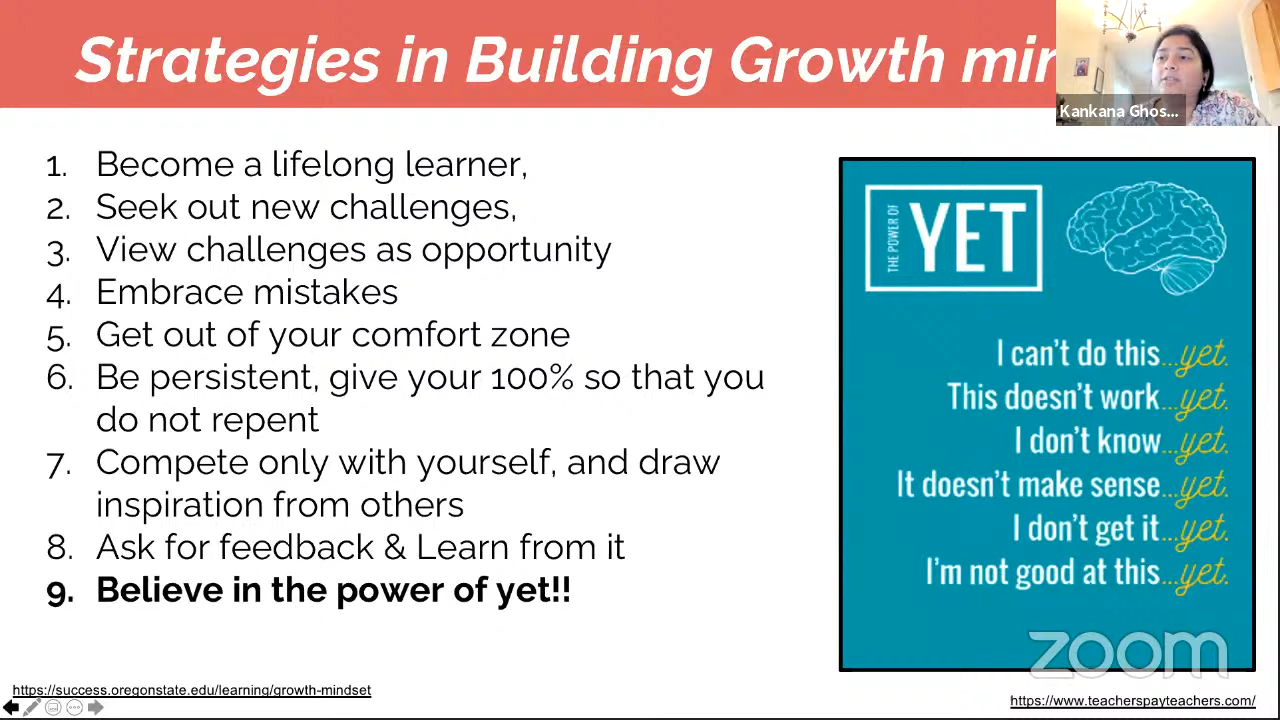 Strategies in Building Growth min
Kankana Ghos...
1. Become a lifelong learner,
2. Seek out new challenges,
3. View challenges as opportunity
4. Embrace mistakes
5. Get out of your comfort zone
6. Be persistent, give your 100% so that you
do not repent
7. Compete only with yourself, and draw
inspiration from others
8. Ask for feedback & Learn from it
9. Believe in the power of yet!!
THE POWER OF
YET
I can't do this...yet.
This doesn't work...yet.
I don't know...yet.
It doesn't make sense...yet.
I don't get it...yet.
I'm not good at this...yet.
zoom
https://success.oregonstate.edu/learning/growth-mindset
https://www.teacherspayteachers.com/